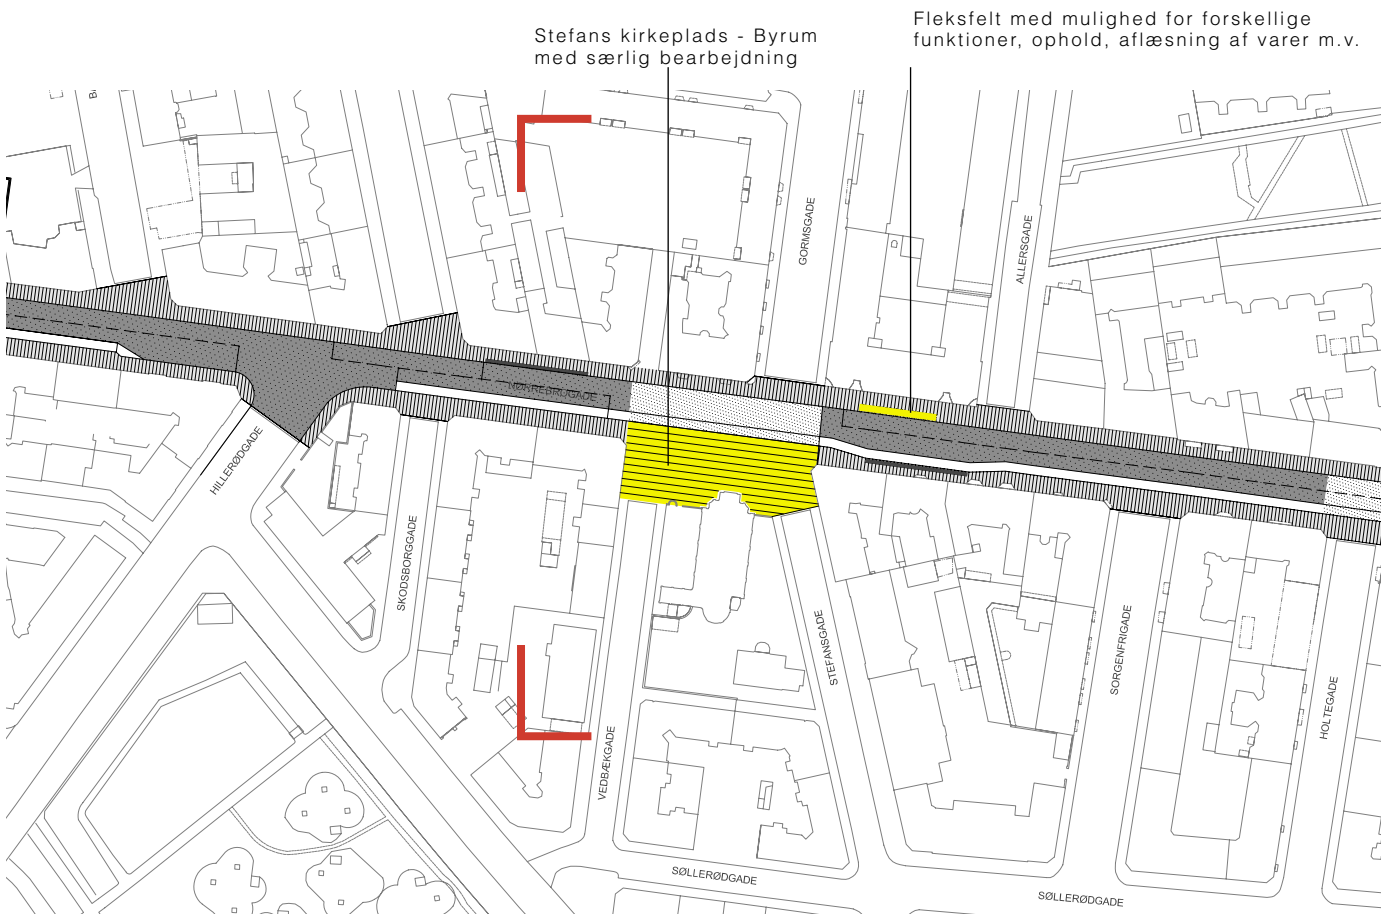 Stefans kirkeplads - Byrum
med særlig bearbejdning
Fleksfelt med mulighed for forskellige
funktioner, ophold, aflæsning af varer m.v.
GORMSGADE
ALLERSGADE
NØRREBROGADE
HILLERØDGADE
SKODSBORGGADE
STEFANSGADE
SORGENFRIGADE
HOLTEGADE
VEDBÆKGADE
SØLLERØDGADE
SØLLERØDGADE